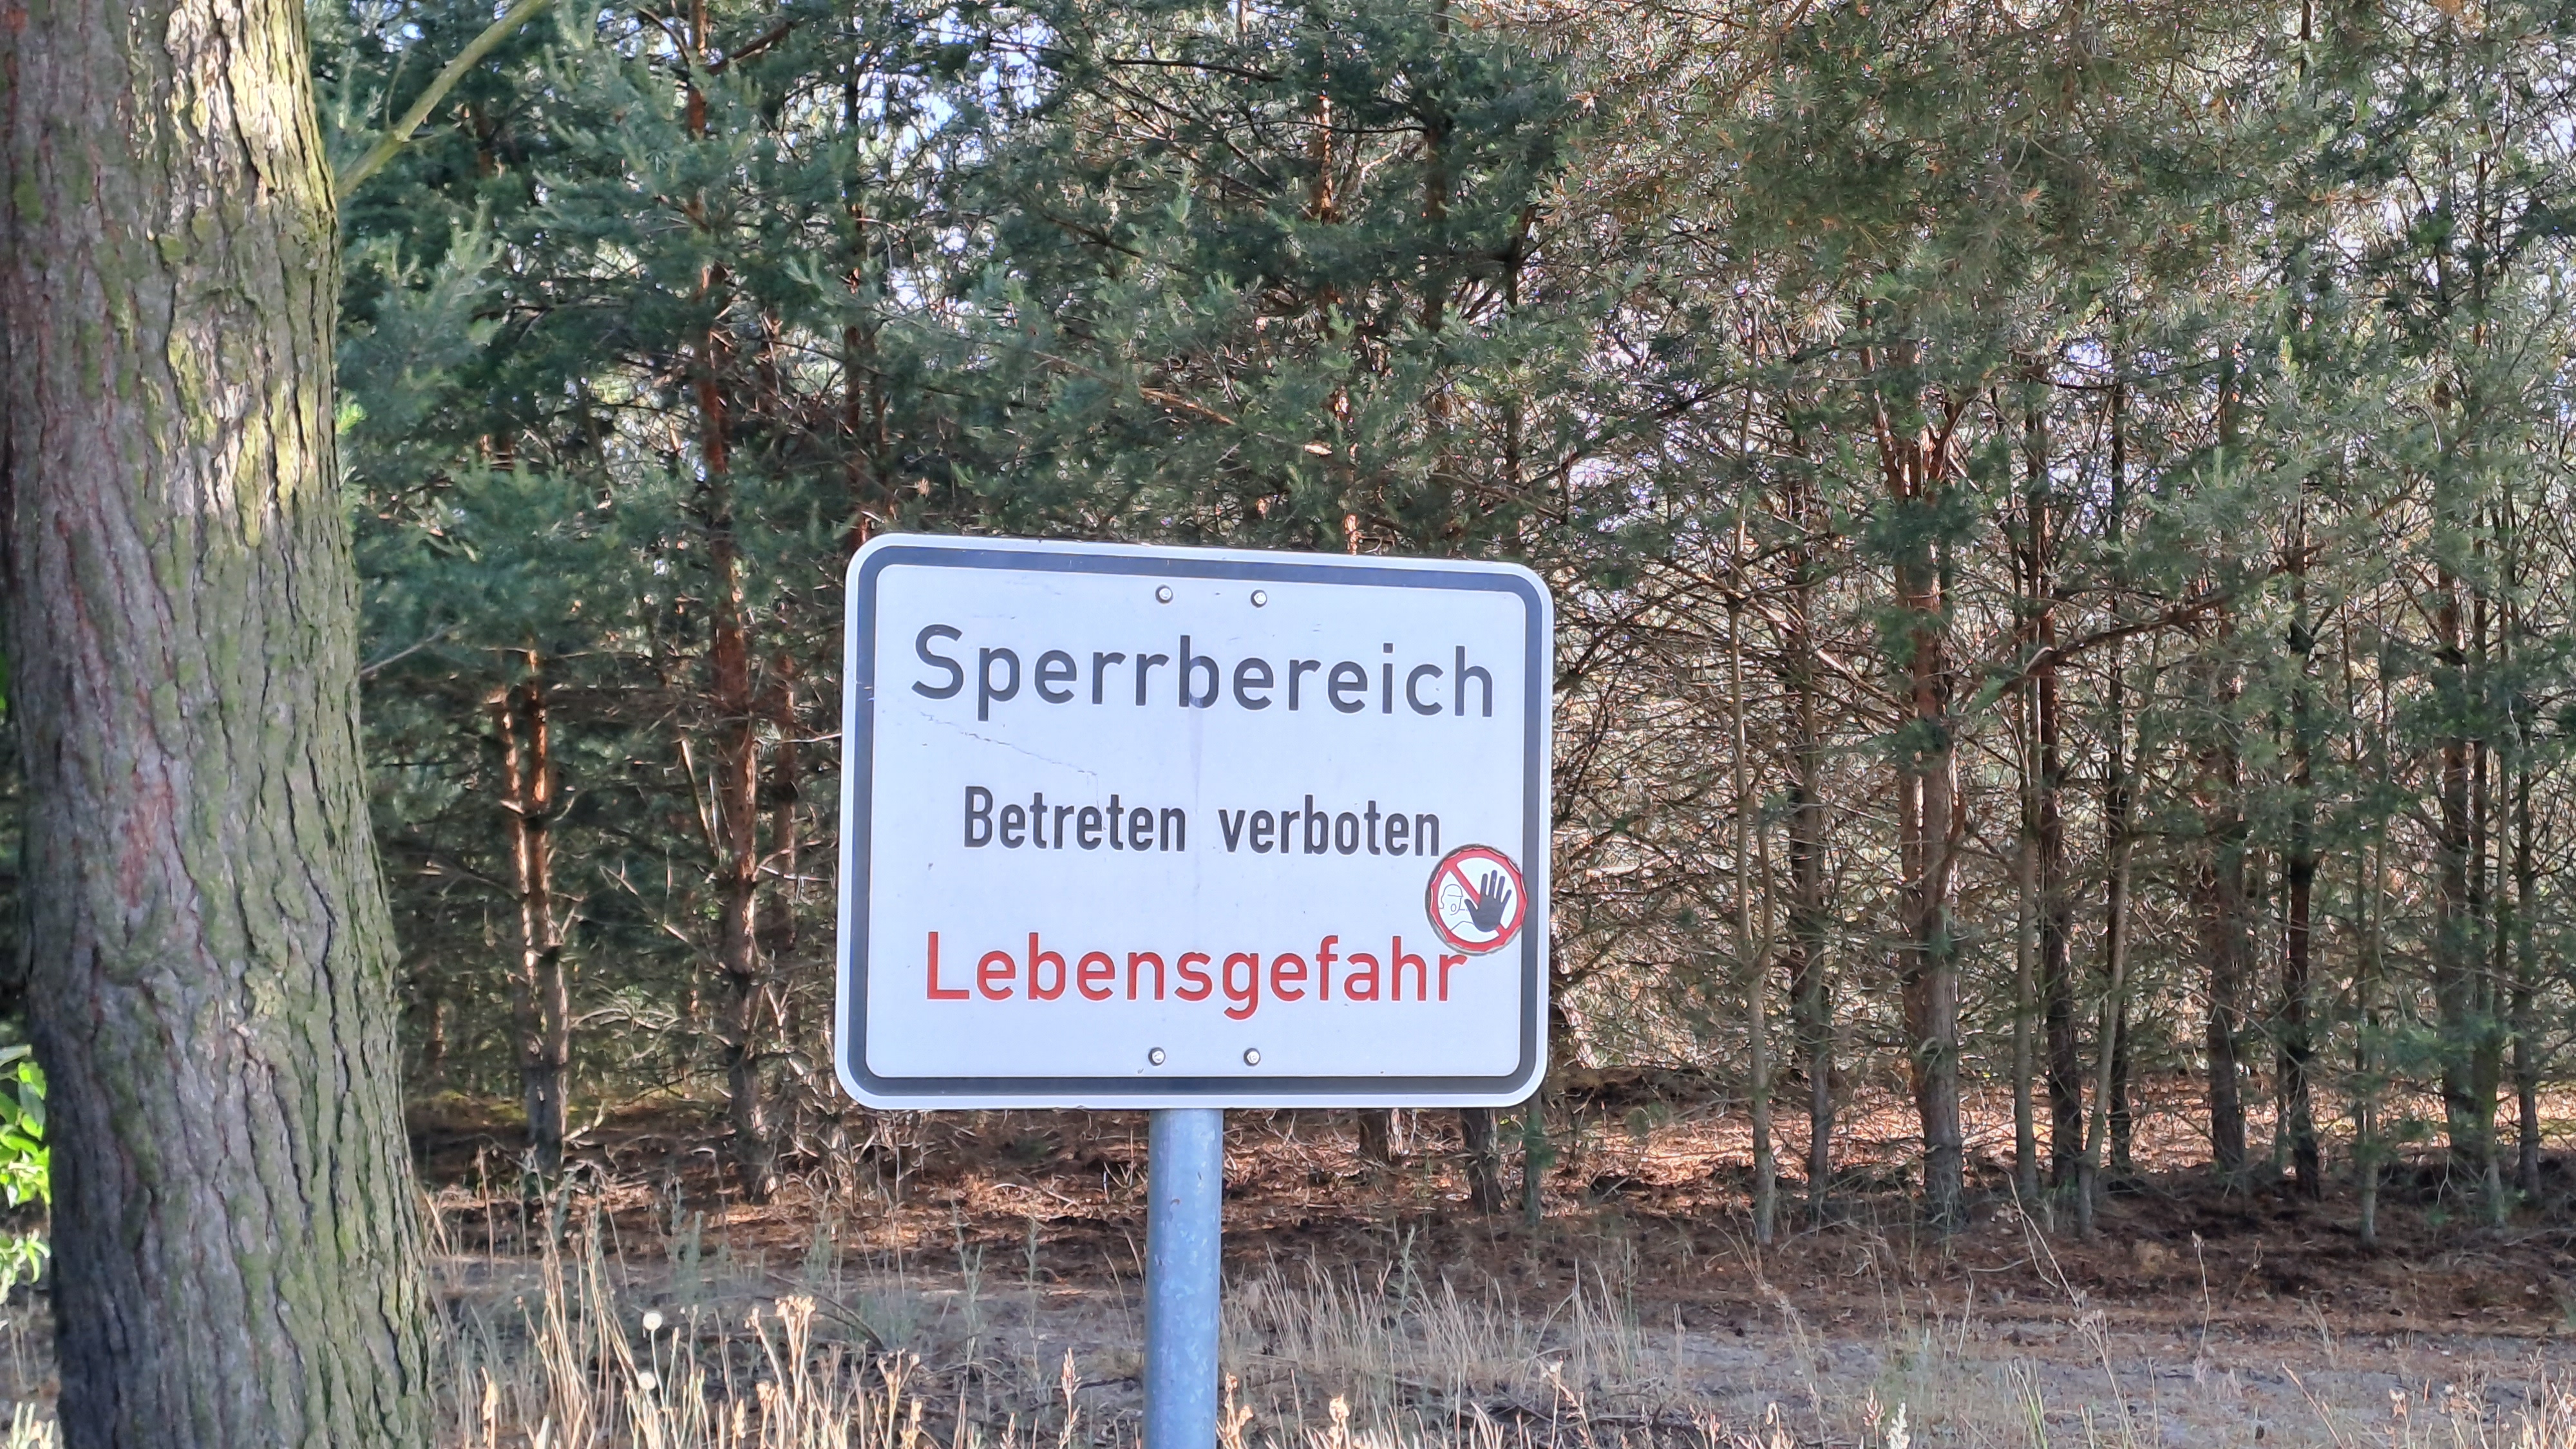 Sperrbereich
Betreten verboten
Lebensgefahr